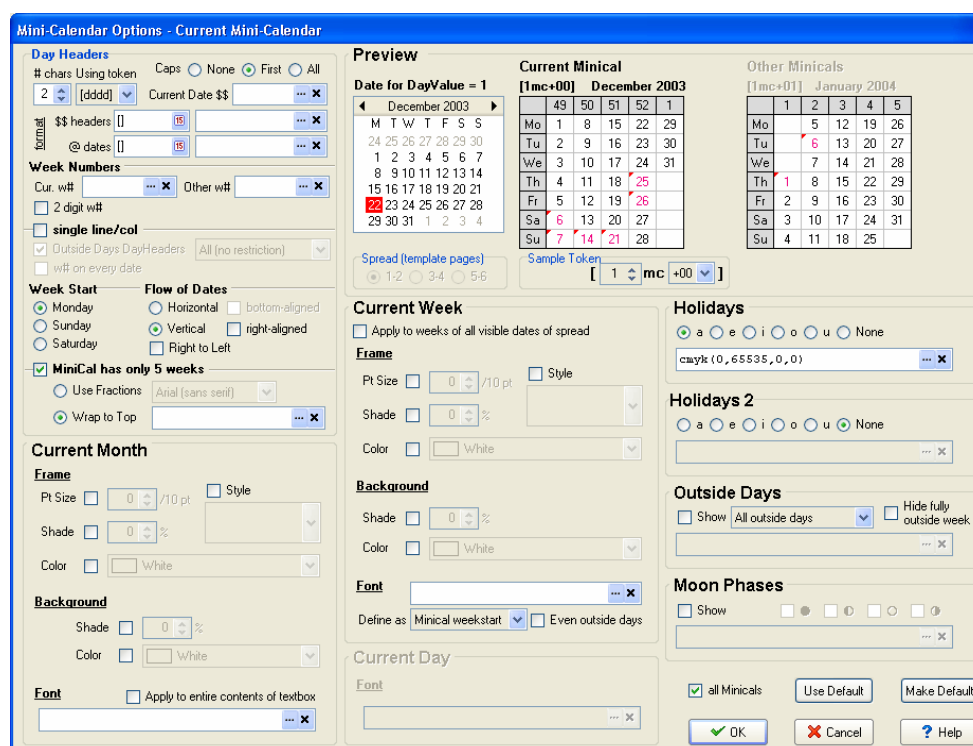 Mini-Calendar Options - Current Mini-Calendar
Day Headers
# chars Using token Caps None First All
2 [dddd] Current Date $$ ... X
format
$$ headers [] 15 ... X
@ dates [] 15 ... X
Week Numbers
Cur. w# ... X Other w# ... X
2 digit w#
single line/col
Outside Days DayHeaders All (no restriction)
w# on every date
Week Start Flow of Dates
Monday Horizontal bottom-aligned
Sunday Vertical right-aligned
Saturday Right to Left
MiniCal has only 5 weeks
Use Fractions Arial (sans serif)
Wrap to Top ... X
Current Month
Frame
Pt Size 0 /10 pt Style
Shade 0 %
Color White
Background
Shade 0 %
Color White
Font Apply to entire contents of textbox
... X
Preview
Date for DayValue = 1
December 2003
M T W T F S S
24 25 26 27 28 29 30
1 2 3 4 5 6 7
8 9 10 11 12 13 14
15 16 17 18 19 20 21
22 23 24 25 26 27 28
29 30 31 1 2 3 4
Current Minical
[1mc+00] December 2003
49 50 51 52 1
Mo 1 8 15 22 29
Tu 2 9 16 23 30
We 3 10 17 24 31
Th 4 11 18 25
Fr 5 12 19 26
Sa 6 13 20 27
Su 7 14 21 28
Other Minicals
[1mc+01] January 2004
1 2 3 4 5
Mo 5 12 19 26
Tu 6 13 20 27
We 7 14 21 28
Th 1 8 15 22 29
Fr 2 9 16 23 30
Sa 3 10 17 24 31
Su 4 11 18 25
Spread (template pages)
1-2 3-4 5-6
Sample Token
[ 1 mc +00 ]
Current Week
Apply to weeks of all visible dates of spread
Frame
Pt Size 0 /10 pt Style
Shade 0 %
Color White
Background
Shade 0 %
Color White
Font ... X
Define as Minical weekstart Even outside days
Current Day
Font
... X
Holidays
a e i o u None
cmyk(0,65535,0,0) ... X
Holidays 2
a e i o u None
... X
Outside Days
Show All outside days Hide fully
outside week
... X
Moon Phases
Show
... X
all Minicals Use Default Make Default
OK Cancel ? Help